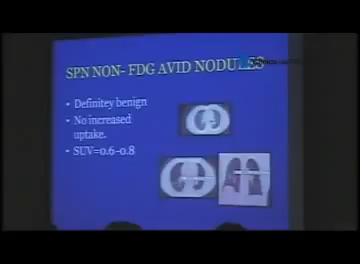 SPN NON- FDG AVID NODULES
• Definitey benign
• No increased
uptake.
• SUV=0.6-0.8